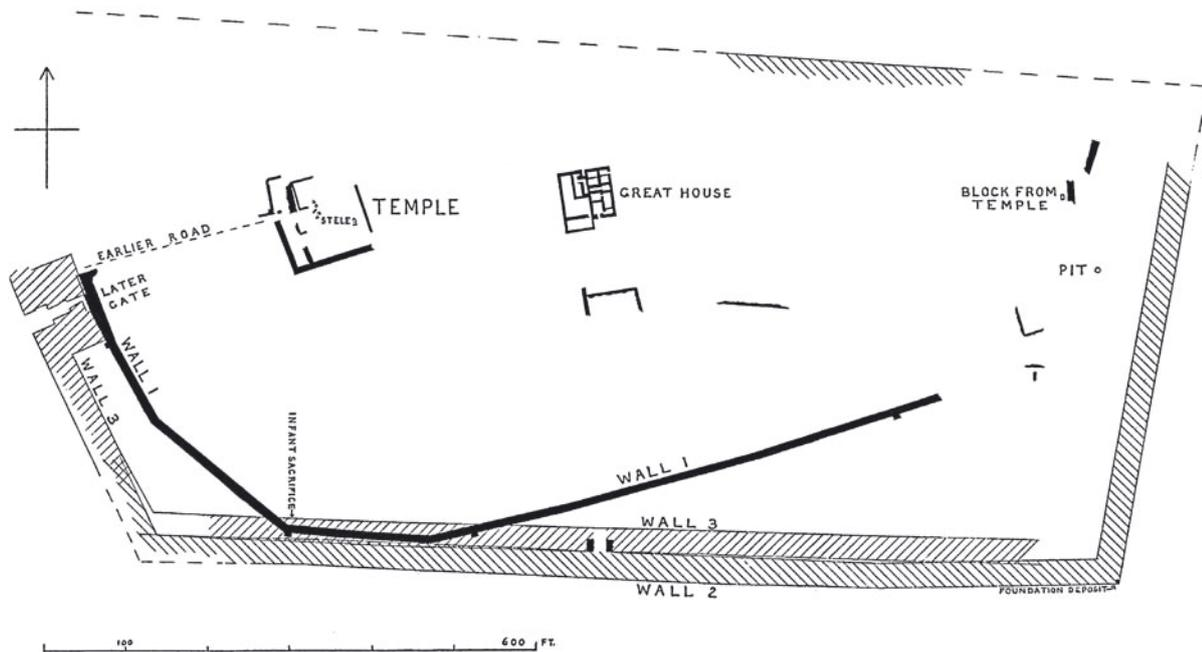 TEMPLE
STELES
GREAT HOUSE
BLOCK FROM
TEMPLE
EARLIER ROAD
PIT
LATER
GATE
WALL 1
WALL 3
INFANT SACRIFICE
WALL 1
WALL 3
WALL 2
FOUNDATION DEPOSIT
100
600 FT.